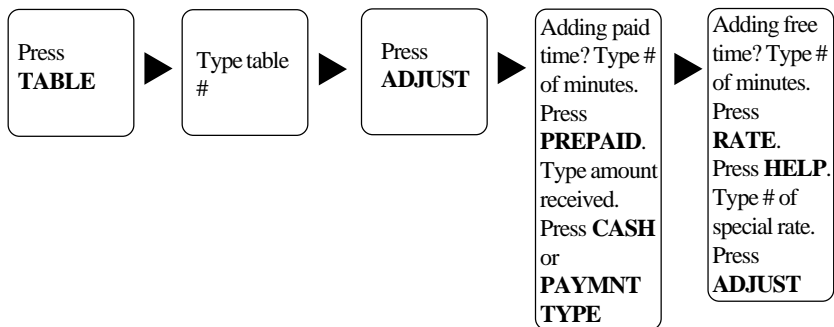 Press
TABLE
Type table
#
Press
ADJUST
Adding paid
time? Type #
of minutes.
Press
PREPAID.
Type amount
received.
Press CASH
or
PAYMNT
TYPE
Adding free
time? Type #
of minutes.
Press
RATE.
Press HELP.
Type # of
special rate.
Press
ADJUST